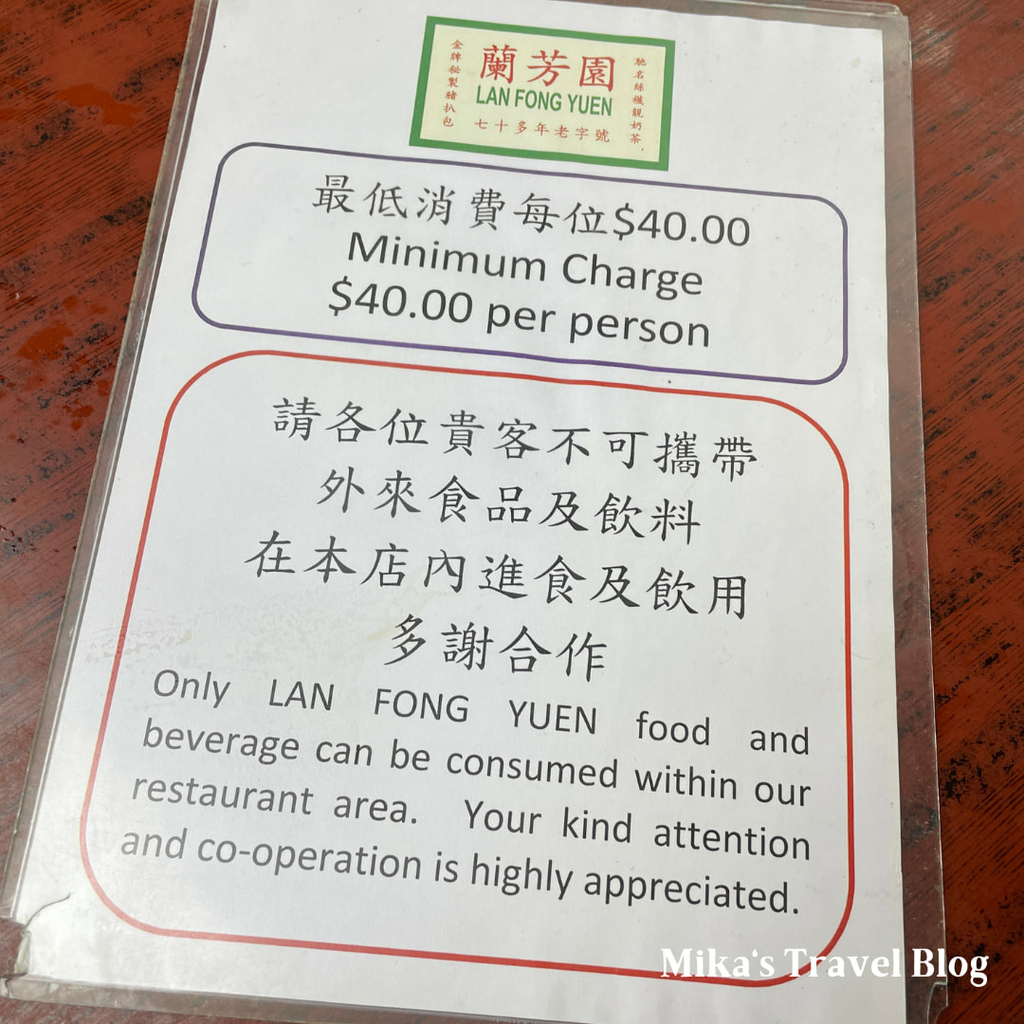 金牌秘製豬扒包
蘭芳園
LAN FONG YUEN
七十多年老字號
馳名絲襪靚奶茶
最低消費每位$40.00
Minimum Charge
$40.00 per person
請各位貴客不可攜帶
外來食品及飲料
在本店內進食及飲用
多謝合作
Only LAN FONG YUEN food and
beverage can be consumed within our
restaurant area. Your kind attention
and co-operation is highly appreciated.
Mika's Travel Blog